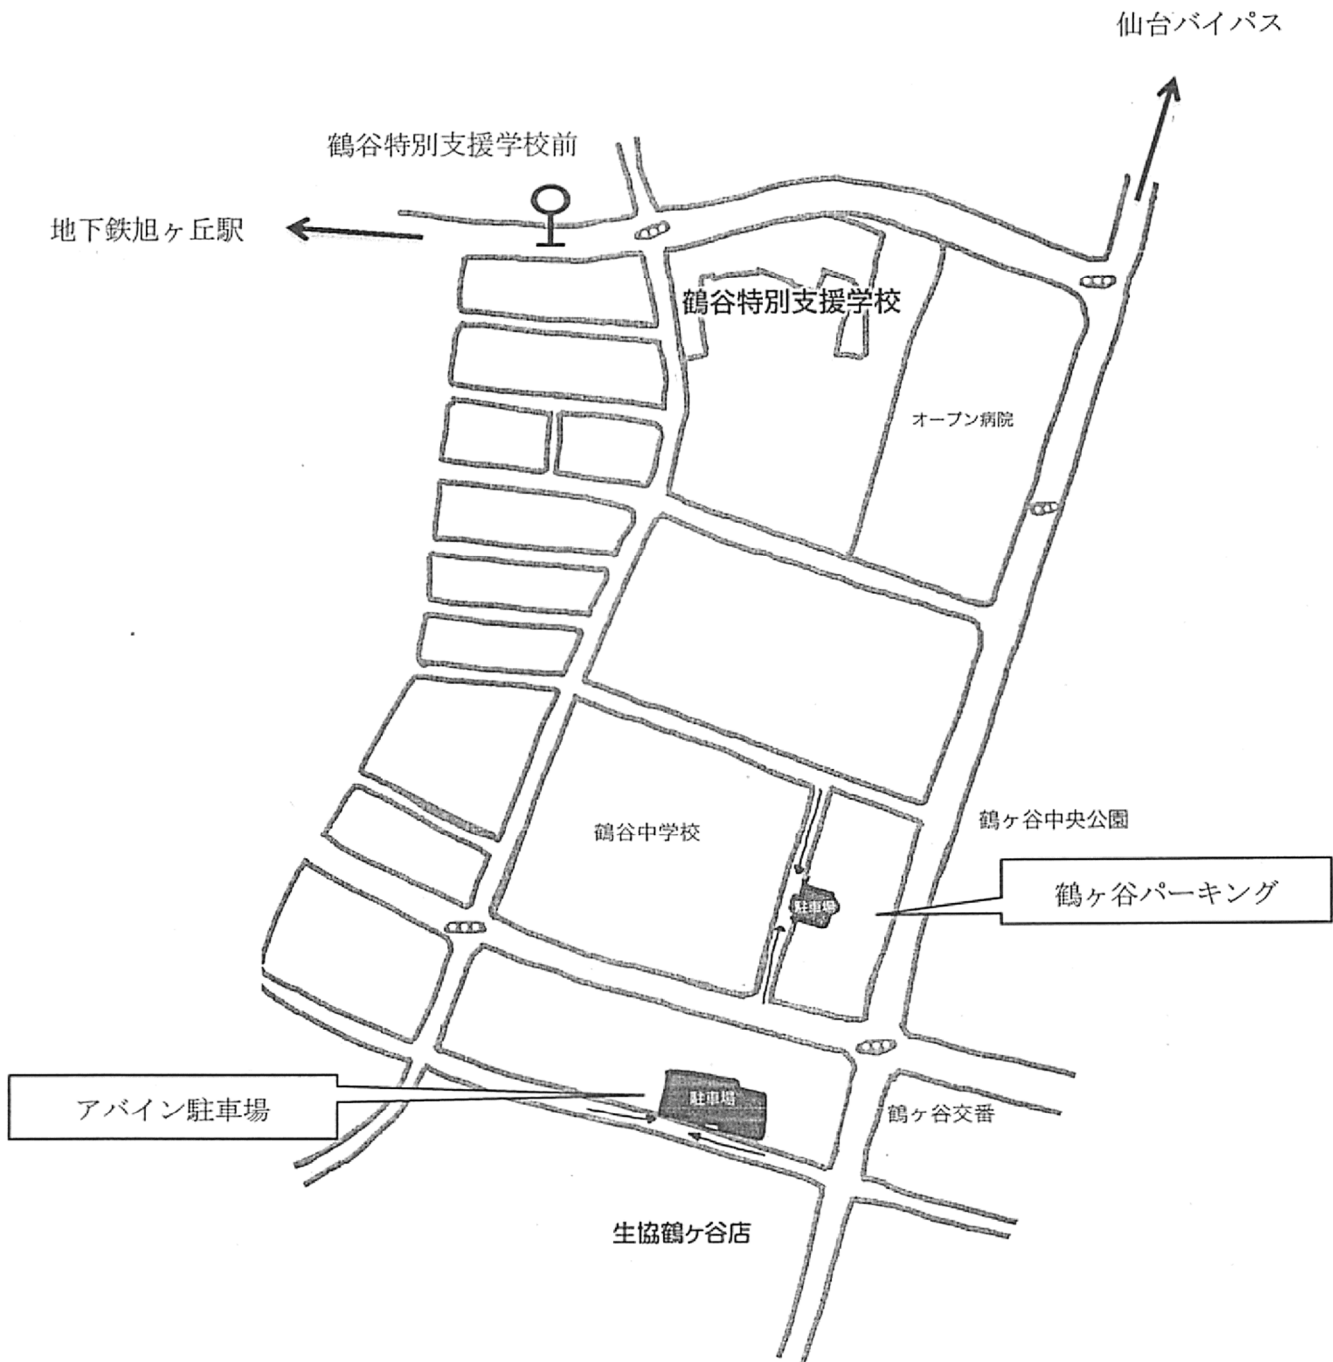 仙台バイパス
鶴谷特別支援学校前
地下鉄旭ヶ丘駅
鶴谷特別支援学校
オープン病院
鶴谷中学校
鶴ヶ谷中央公園
鶴ヶ谷パーキング
駐車場
アバイン駐車場
駐車場
鶴ヶ谷交番
生協鶴ヶ谷店